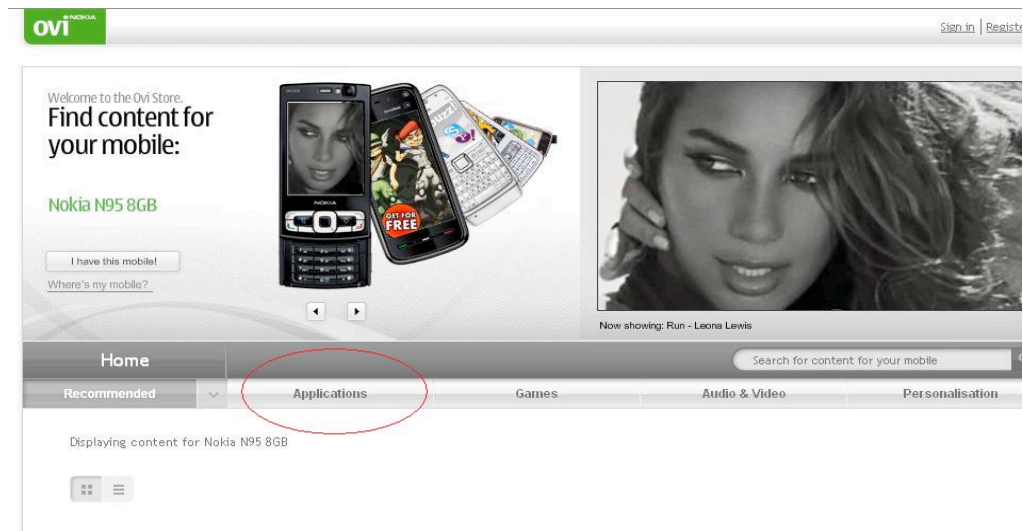 ovi NOKIA
Sign in | Registe
Welcome to the Ovi Store.
Find content for
your mobile:
Nokia N95 8GB
I have this mobile!
Where's my mobile?
NOKIA
GET FOR
FREE
Now showing: Run - Leona Lewis
Home
Search for content for your mobile
Recommended
Applications
Games
Audio & Video
Personalisation
Displaying content for Nokia N95 8GB